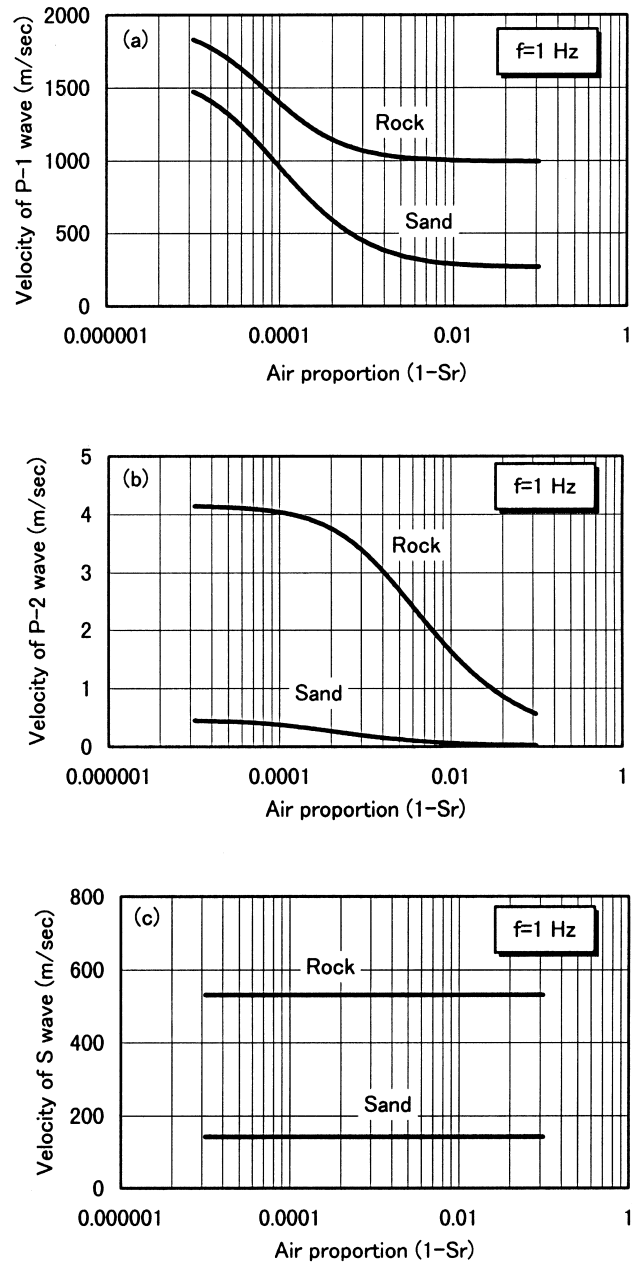 Velocity of P-1 wave (m/sec)
2000
1500
1000
500
0
(a)
f=1 Hz
Rock
Sand
0.000001
0.0001
0.01
1
Air proportion (1-Sr)
Velocity of P-2 wave (m/sec)
5
4
3
2
1
0
(b)
f=1 Hz
Rock
Sand
0.000001
0.0001
0.01
1
Air proportion (1-Sr)
Velocity of S wave (m/sec)
800
600
400
200
0
(c)
f=1 Hz
Rock
Sand
0.000001
0.0001
0.01
1
Air proportion (1-Sr)